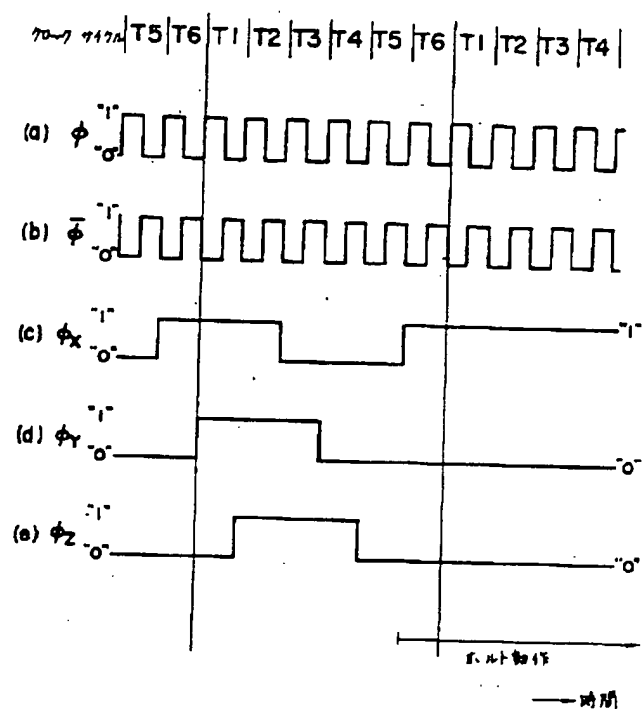 クロック サイクル |T5|T6|T1|T2|T3|T4|T5|T6|T1|T2|T3|T4|
(a) φ "1" "0"
(b) φ̅ "1" "0"
(c) φX "1" "0" "1"
(d) φY "1" "0" "0"
(e) φZ "1" "0" "0"
ホルト動作
→ 時間